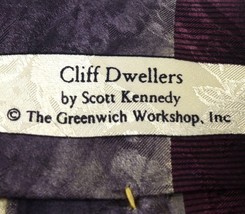 Cliff Dwellers
by Scott Kennedy
© The Greenwich Workshop, Inc